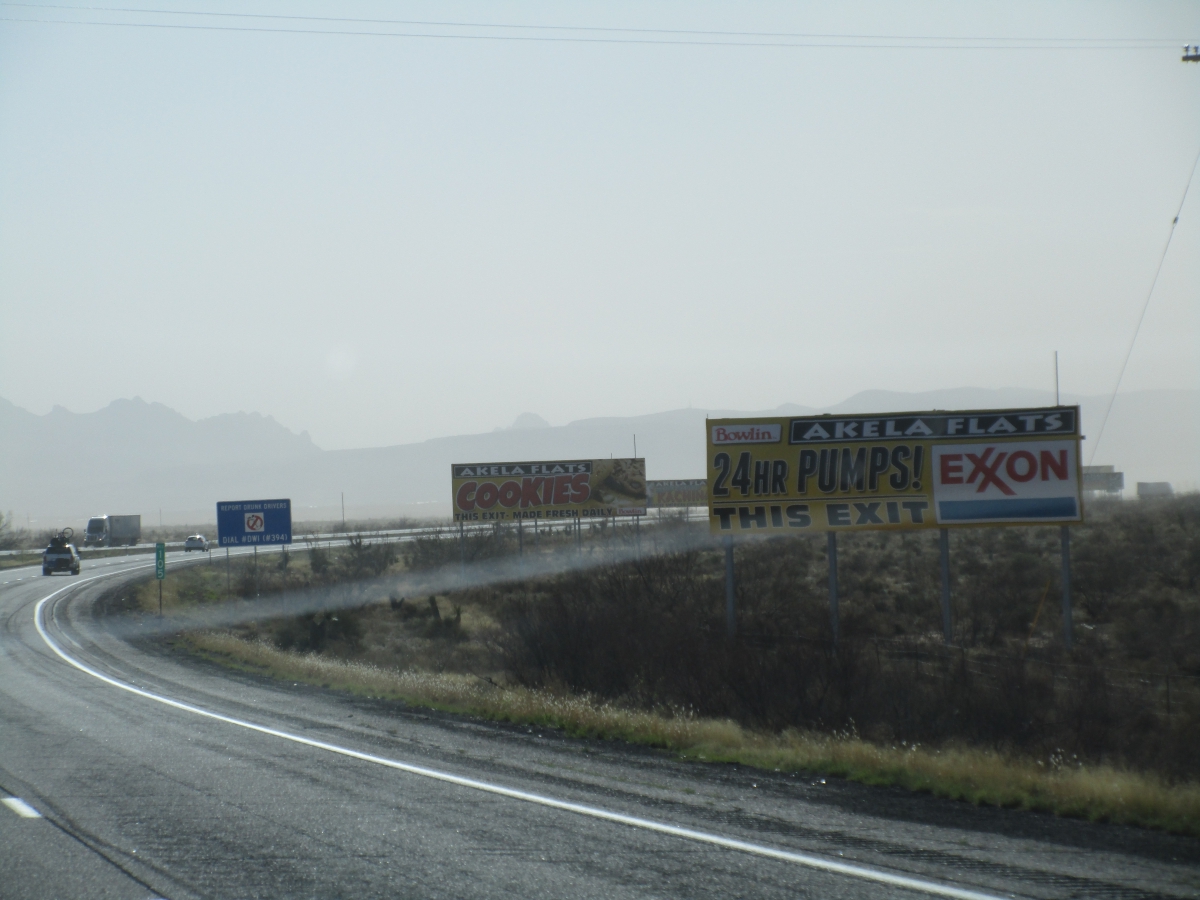 REPORT DRUNK DRIVERS
DIAL #DWI (#394)
AKELA FLATS
COOKIES
THIS EXIT - MADE FRESH DAILY
Bowlin
AKELA FLATS
24HR PUMPS!
THIS EXIT
EXXON